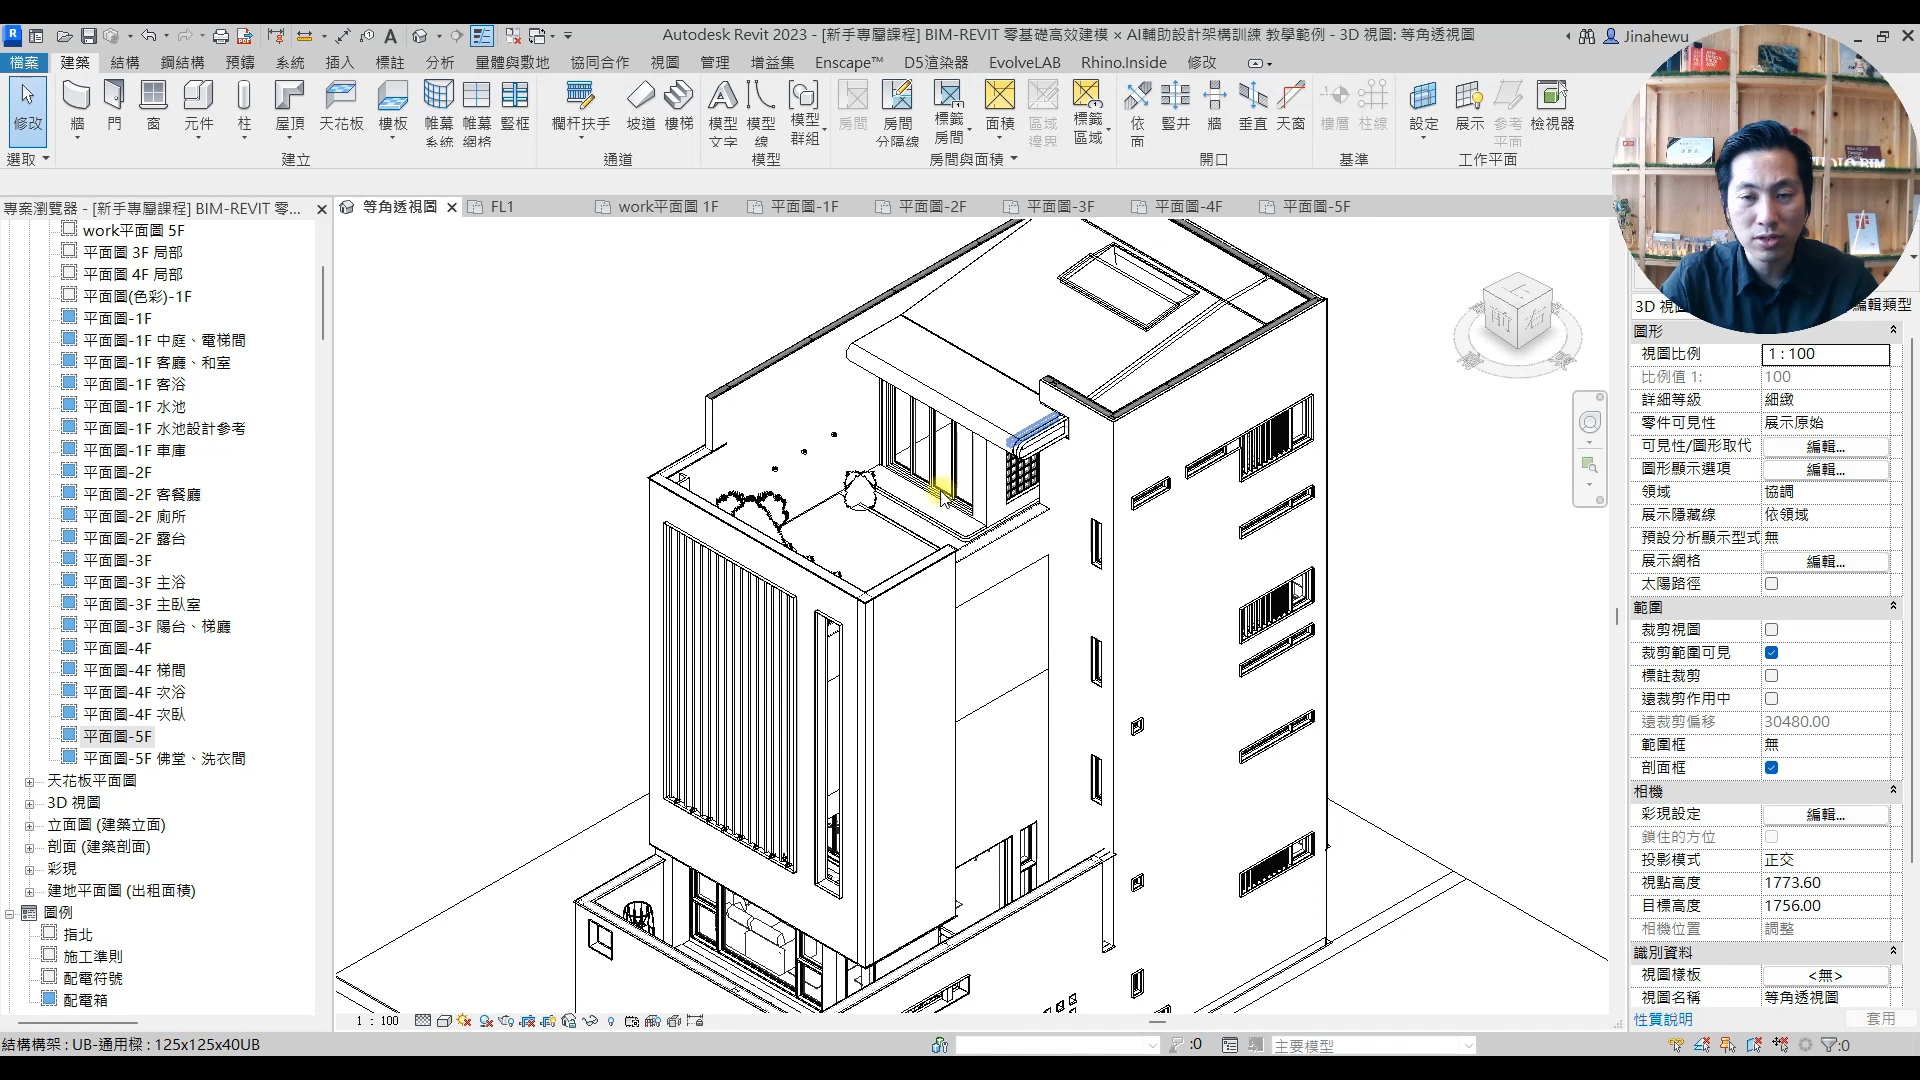 Autodesk Revit 2023 - [新手專屬課程] BIM-REVIT 零基礎高效建模 × AI輔助設計架構訓練 教學範例 - 3D 視圖: 等角透視圖
Jinahewu
檔案 建築 結構 鋼結構 預鑄 系統 插入 標註 分析 量體與敷地 協同合作 視圖 管理 增益集 Enscape™ D5渲染器 EvolveLAB Rhino.Inside 修改
修改 牆 門 窗 元件 柱 屋頂 天花板 樓板 帷幕系統 帷幕網格 豎框 欄杆扶手 坡道 樓梯 模型文字 模型線 模型群組 房間 房間分隔線 標籤房間 面積 區域邊界 標籤區域 依面 豎井 牆 垂直 天窗 樓層 柱線 設定 展示 參考平面 檢視器
選取 建立 通道 模型 房間與面積 開口 基準 工作平面
專案瀏覽器 - [新手專屬課程] BIM-REVIT 零...
等角透視圖 FL1 work平面圖 1F 平面圖-1F 平面圖-2F 平面圖-3F 平面圖-4F 平面圖-5F
work平面圖 5F
平面圖 3F 局部
平面圖 4F 局部
平面圖(色彩)-1F
平面圖-1F
平面圖-1F 中庭、電梯間
平面圖-1F 客廳、和室
平面圖-1F 客浴
平面圖-1F 水池
平面圖-1F 水池設計參考
平面圖-1F 車庫
平面圖-2F
平面圖-2F 客餐廳
平面圖-2F 廁所
平面圖-2F 露台
平面圖-3F
平面圖-3F 主浴
平面圖-3F 主臥室
平面圖-3F 陽台、梯廳
平面圖-4F
平面圖-4F 梯間
平面圖-4F 次浴
平面圖-4F 次臥
平面圖-5F
平面圖-5F 佛堂、洗衣間
天花板平面圖
3D 視圖
立面圖 (建築立面)
剖面 (建築剖面)
彩現
建地平面圖 (出租面積)
圖例
指北
施工準則
配電符號
配電箱
上
前
右
3D 視
編輯類型
圖形
視圖比例 1 : 100
比例值 1: 100
詳細等級 細緻
零件可見性 展示原始
可見性/圖形取代 編輯...
圖形顯示選項 編輯...
領域 協調
展示隱藏線 依領域
預設分析顯示型式 無
展示網格 編輯...
太陽路徑
範圍
裁剪視圖
裁剪範圍可見
標註裁剪
遠裁剪作用中
遠裁剪偏移 30480.00
範圍框 無
剖面框
相機
彩現設定 編輯...
鎖住的方位
投影模式 正交
視點高度 1773.60
目標高度 1756.00
相機位置 調整
識別資料
視圖樣板 <無>
視圖名稱 等角透視圖
性質說明 套用
1 : 100
結構構架 : UB-通用樑 : 125x125x40UB
:0
主要模型
:0